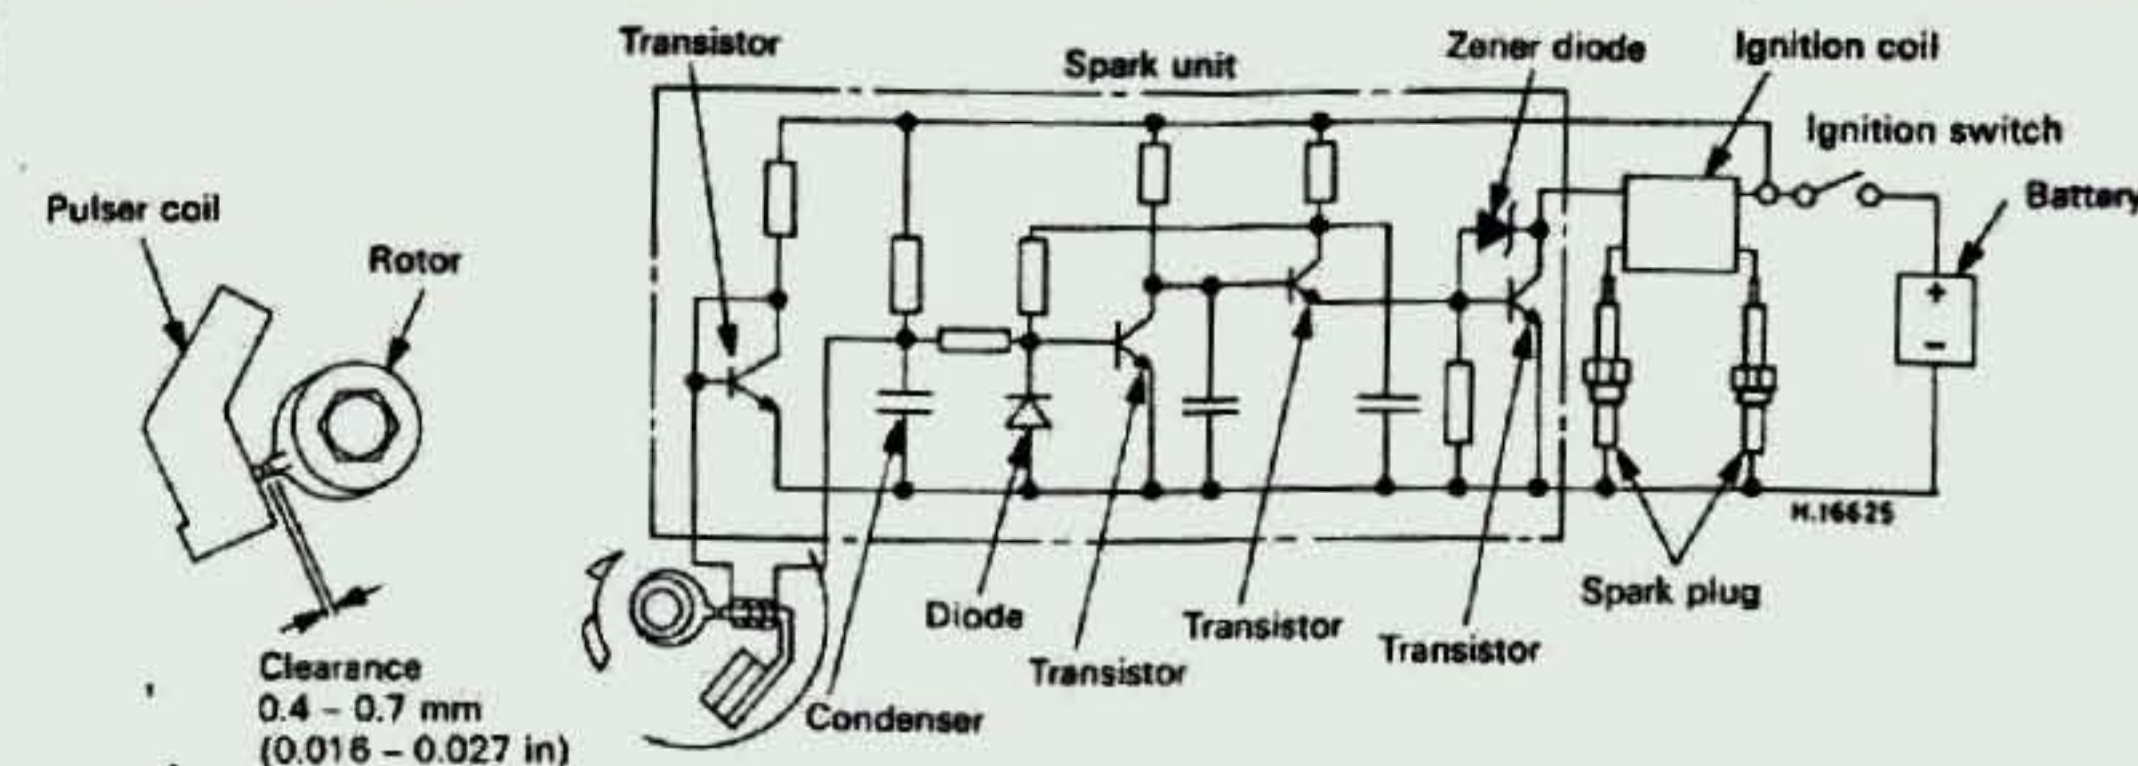 Transistor
Spark unit
Zener diode
Ignition coil
Ignition switch
Battery
Pulser coil
Rotor
+
-
H.16625
Spark plug
Diode
Transistor
Transistor
Transistor
Condenser
Clearance
0.4 – 0.7 mm
(0.016 – 0.027 in)